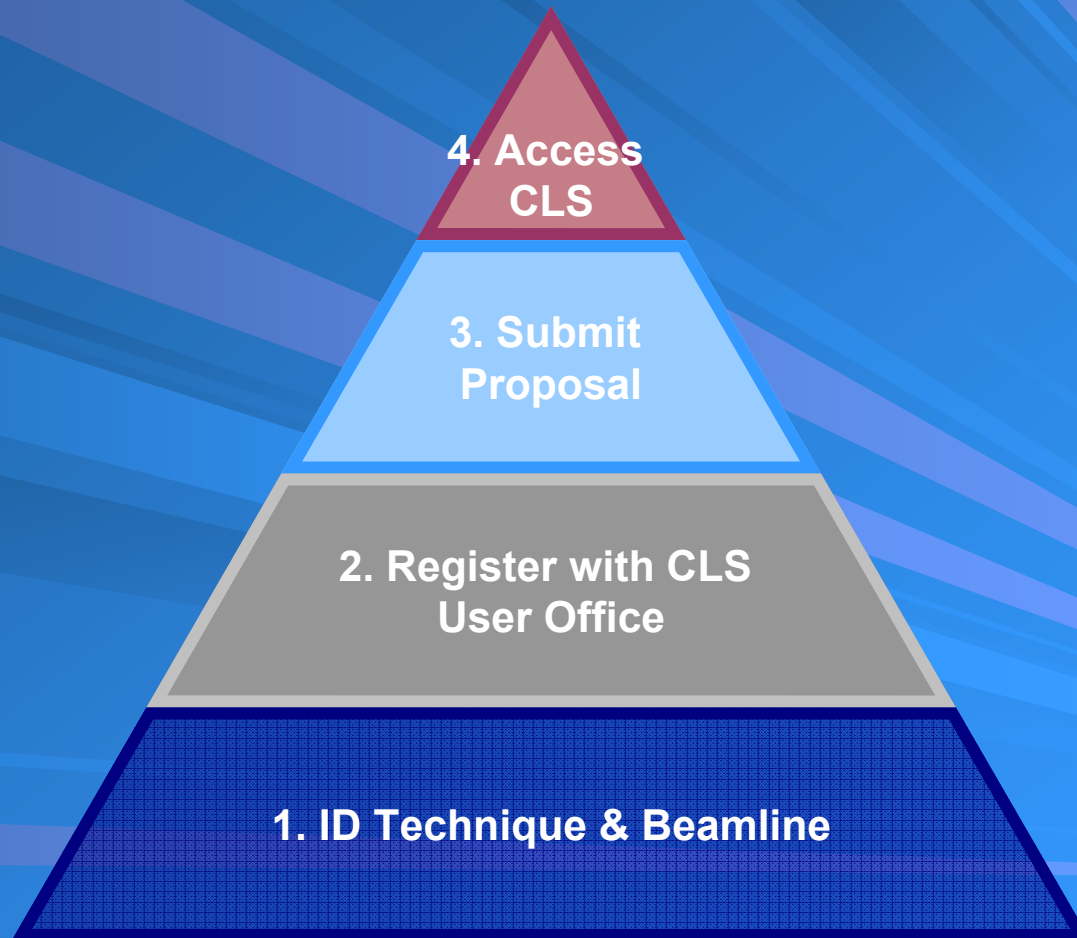 4. Access
CLS
3. Submit
Proposal
2. Register with CLS
User Office
1. ID Technique & Beamline